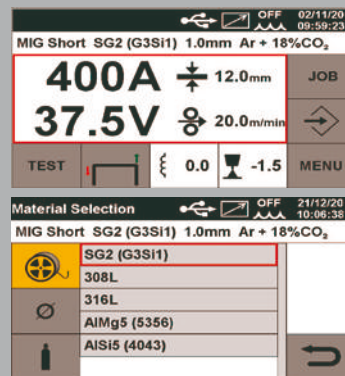 OFF 02/11/20
09:59:23
MIG Short SG2 (G3Si1) 1.0mm Ar + 18%CO₂
400A 12.0mm JOB
37.5V 20.0m/min
TEST 0.0 -1.5 MENU
Material Selection OFF 21/12/20
10:06:38
MIG Short SG2 (G3Si1) 1.0mm Ar + 18%CO₂
SG2 (G3Si1)
308L
316L
AlMg5 (5356)
AlSi5 (4043)